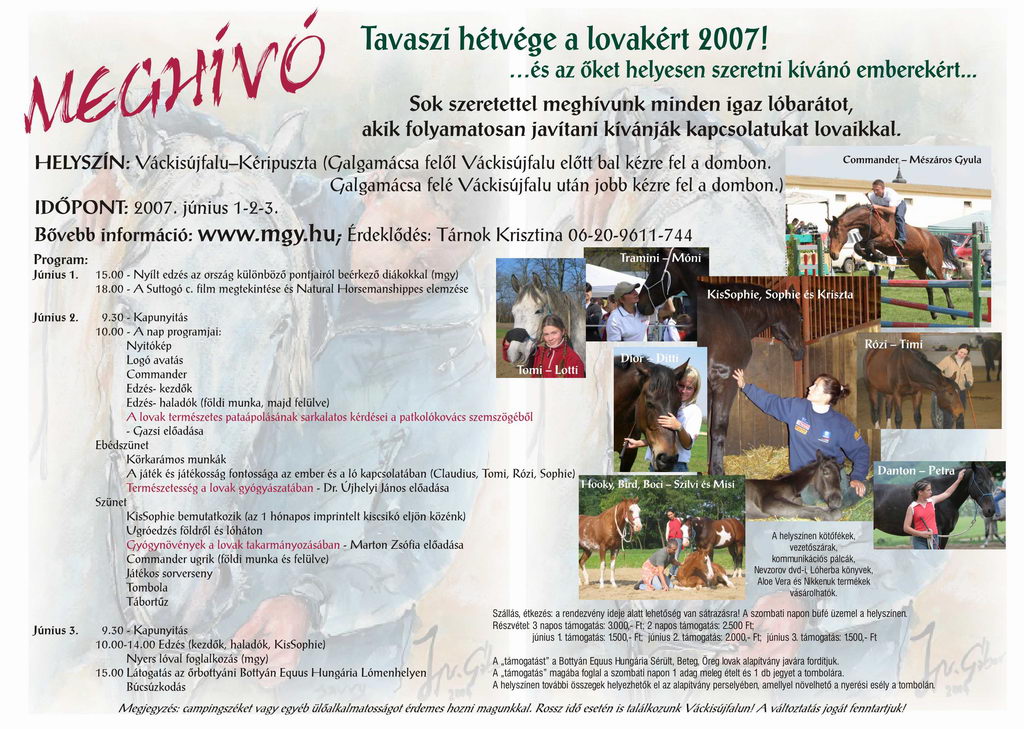 MEGHÍVÓ
Tavaszi hétvége a lovakért 2007!
...és az őket helyesen szeretni kívánó emberekért...
Sok szeretettel meghívunk minden igaz lóbarátot,
akik folyamatosan javítani kívánják kapcsolatukat lovaikkal.
HELYSZÍN: Váckisújfalu–Kéripuszta (Galgamácsa felől Váckisújfalu előtt bal kézre fel a dombon.
Galgamácsa felé Váckisújfalu után jobb kézre fel a dombon.)
IDŐPONT: 2007. június 1-2-3.
Bővebb információ: www.mgy.hu; Érdeklődés: Tárnok Krisztina 06-20-9611-744
Program:
Június 1. 15.00 - Nyílt edzés az ország különböző pontjairól beérkező diákokkal (mgy)
18.00 - A Suttogó c. film megtekintése és Natural Horsemanshippes elemzése
Június 2. 9.30 - Kapunyitás
10.00 - A nap programjai:
Nyitókép
Logó avatás
Commander
Edzés- kezdők
Edzés- haladók (földi munka, majd felülve)
A lovak természetes pataápolásának sarkalatos kérdései a patkolókovács szemszögéből
- Gazsi előadása
Ebédszünet
Körkarámos munkák
A játék és játékosság fontossága az ember és a ló kapcsolatában (Claudius, Tomi, Rózi, Sophie)
Természetesség a lovak gyógyászatában - Dr. Újhelyi János előadása
Szünet
KisSophie bemutatkozik (az 1 hónapos imprintelt kiscsikó eljön közénk)
Ugróedzés földről és lóháton
Gyógynövények a lovak takarmányozásában - Marton Zsófia előadása
Commander ugrik (földi munka és felülve)
Játékos sorverseny
Tombola
Tábortűz
Június 3. 9.30 - Kapunyitás
10.00-14.00 Edzés (kezdők, haladók, KisSophie)
Nyers lóval foglalkozás (mgy)
15.00 Látogatás az őrbottyáni Bottyán Equus Hungária Lómenhelyen
Búcsúzkodás
Commander – Mészáros Gyula
Tramini – Móni
KisSophie, Sophie és Kriszta
Tomi – Lotti
Dior – Ditti
Rózi – Timi
Hooky, Bird, Boci – Szilvi és Misi
Danton – Petra
A helyszínen kötőfékek,
vezetőszárak,
kommunikációs pálcák,
Nevzorov dvd-i, Lóherba könyvek,
Aloe Vera és Nikkenuk termékek
vásárolhatók.
Szállás, étkezés: a rendezvény ideje alatt lehetőség van sátrazásra! A szombati napon büfé üzemel a helyszínen.
Részvétel: 3 napos támogatás: 3.000,- Ft; 2 napos támogatás: 2.500 Ft;
június 1. támogatás: 1500,- Ft; június 2. támogatás: 2.000,- Ft; június 3. támogatás: 1500,- Ft
A „támogatást" a Bottyán Equus Hungária Sérült, Beteg, Öreg lovak alapítvány javára fordítjuk.
A „támogatás" magába foglal a szombati napon 1 adag meleg ételt és 1 db jegyet a tombolára.
A helyszínen további összegek helyezhetők el az alapítvány perselyében, amellyel növelhető a nyerési esély a tombolán.
Megjegyzés: campingszéket vagy egyéb ülőalkalmatosságot érdemes hozni magunkkal. Rossz idő esetén is találkozunk Váckisújfalun! A változtatás jogát fenntartjuk!